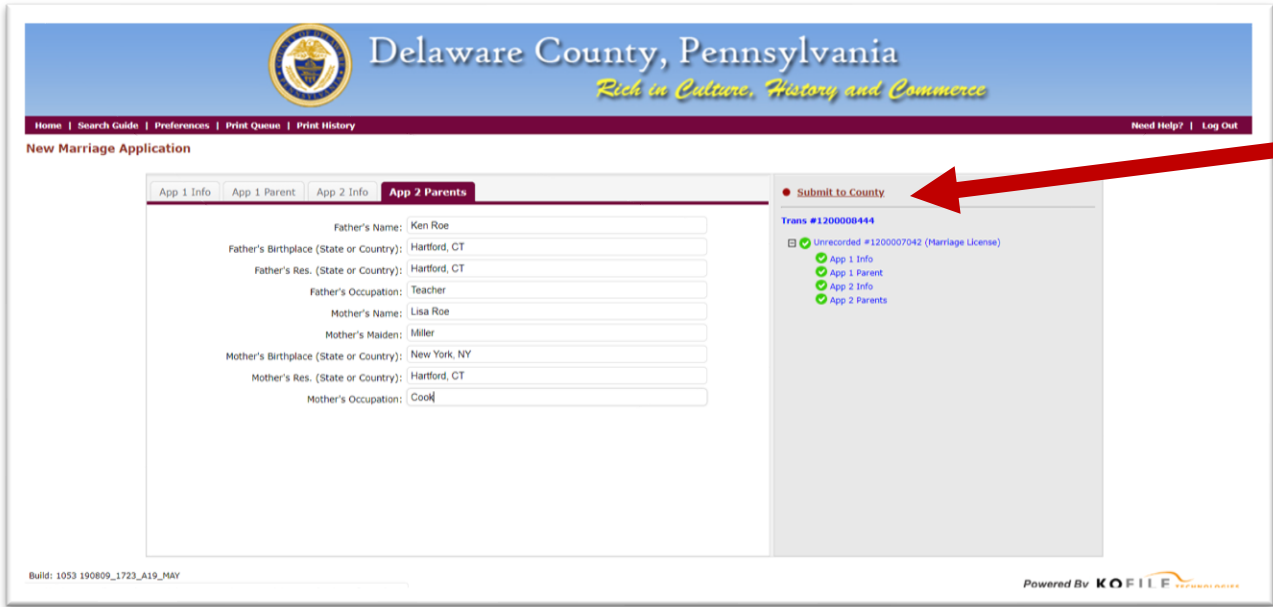 Delaware County, Pennsylvania
Rich in Culture, History and Commerce
Home | Search Guide | Preferences | Print Queue | Print History
Need Help? | Log Out
New Marriage Application
App 1 Info
App 1 Parent
App 2 Info
App 2 Parents
Father's Name: Ken Roe
Father's Birthplace (State or Country): Hartford, CT
Father's Res. (State or Country): Hartford, CT
Father's Occupation: Teacher
Mother's Name: Lisa Roe
Mother's Maiden: Miller
Mother's Birthplace (State or Country): New York, NY
Mother's Res. (State or Country): Hartford, CT
Mother's Occupation: Cook
Submit to County
Trans #1200008444
Unrecorded #1200007042 (Marriage License)
App 1 Info
App 1 Parent
App 2 Info
App 2 Parents
Build: 1053 190809_1723_A19_MAY
Powered By KOFILE TECHNOLOGIES